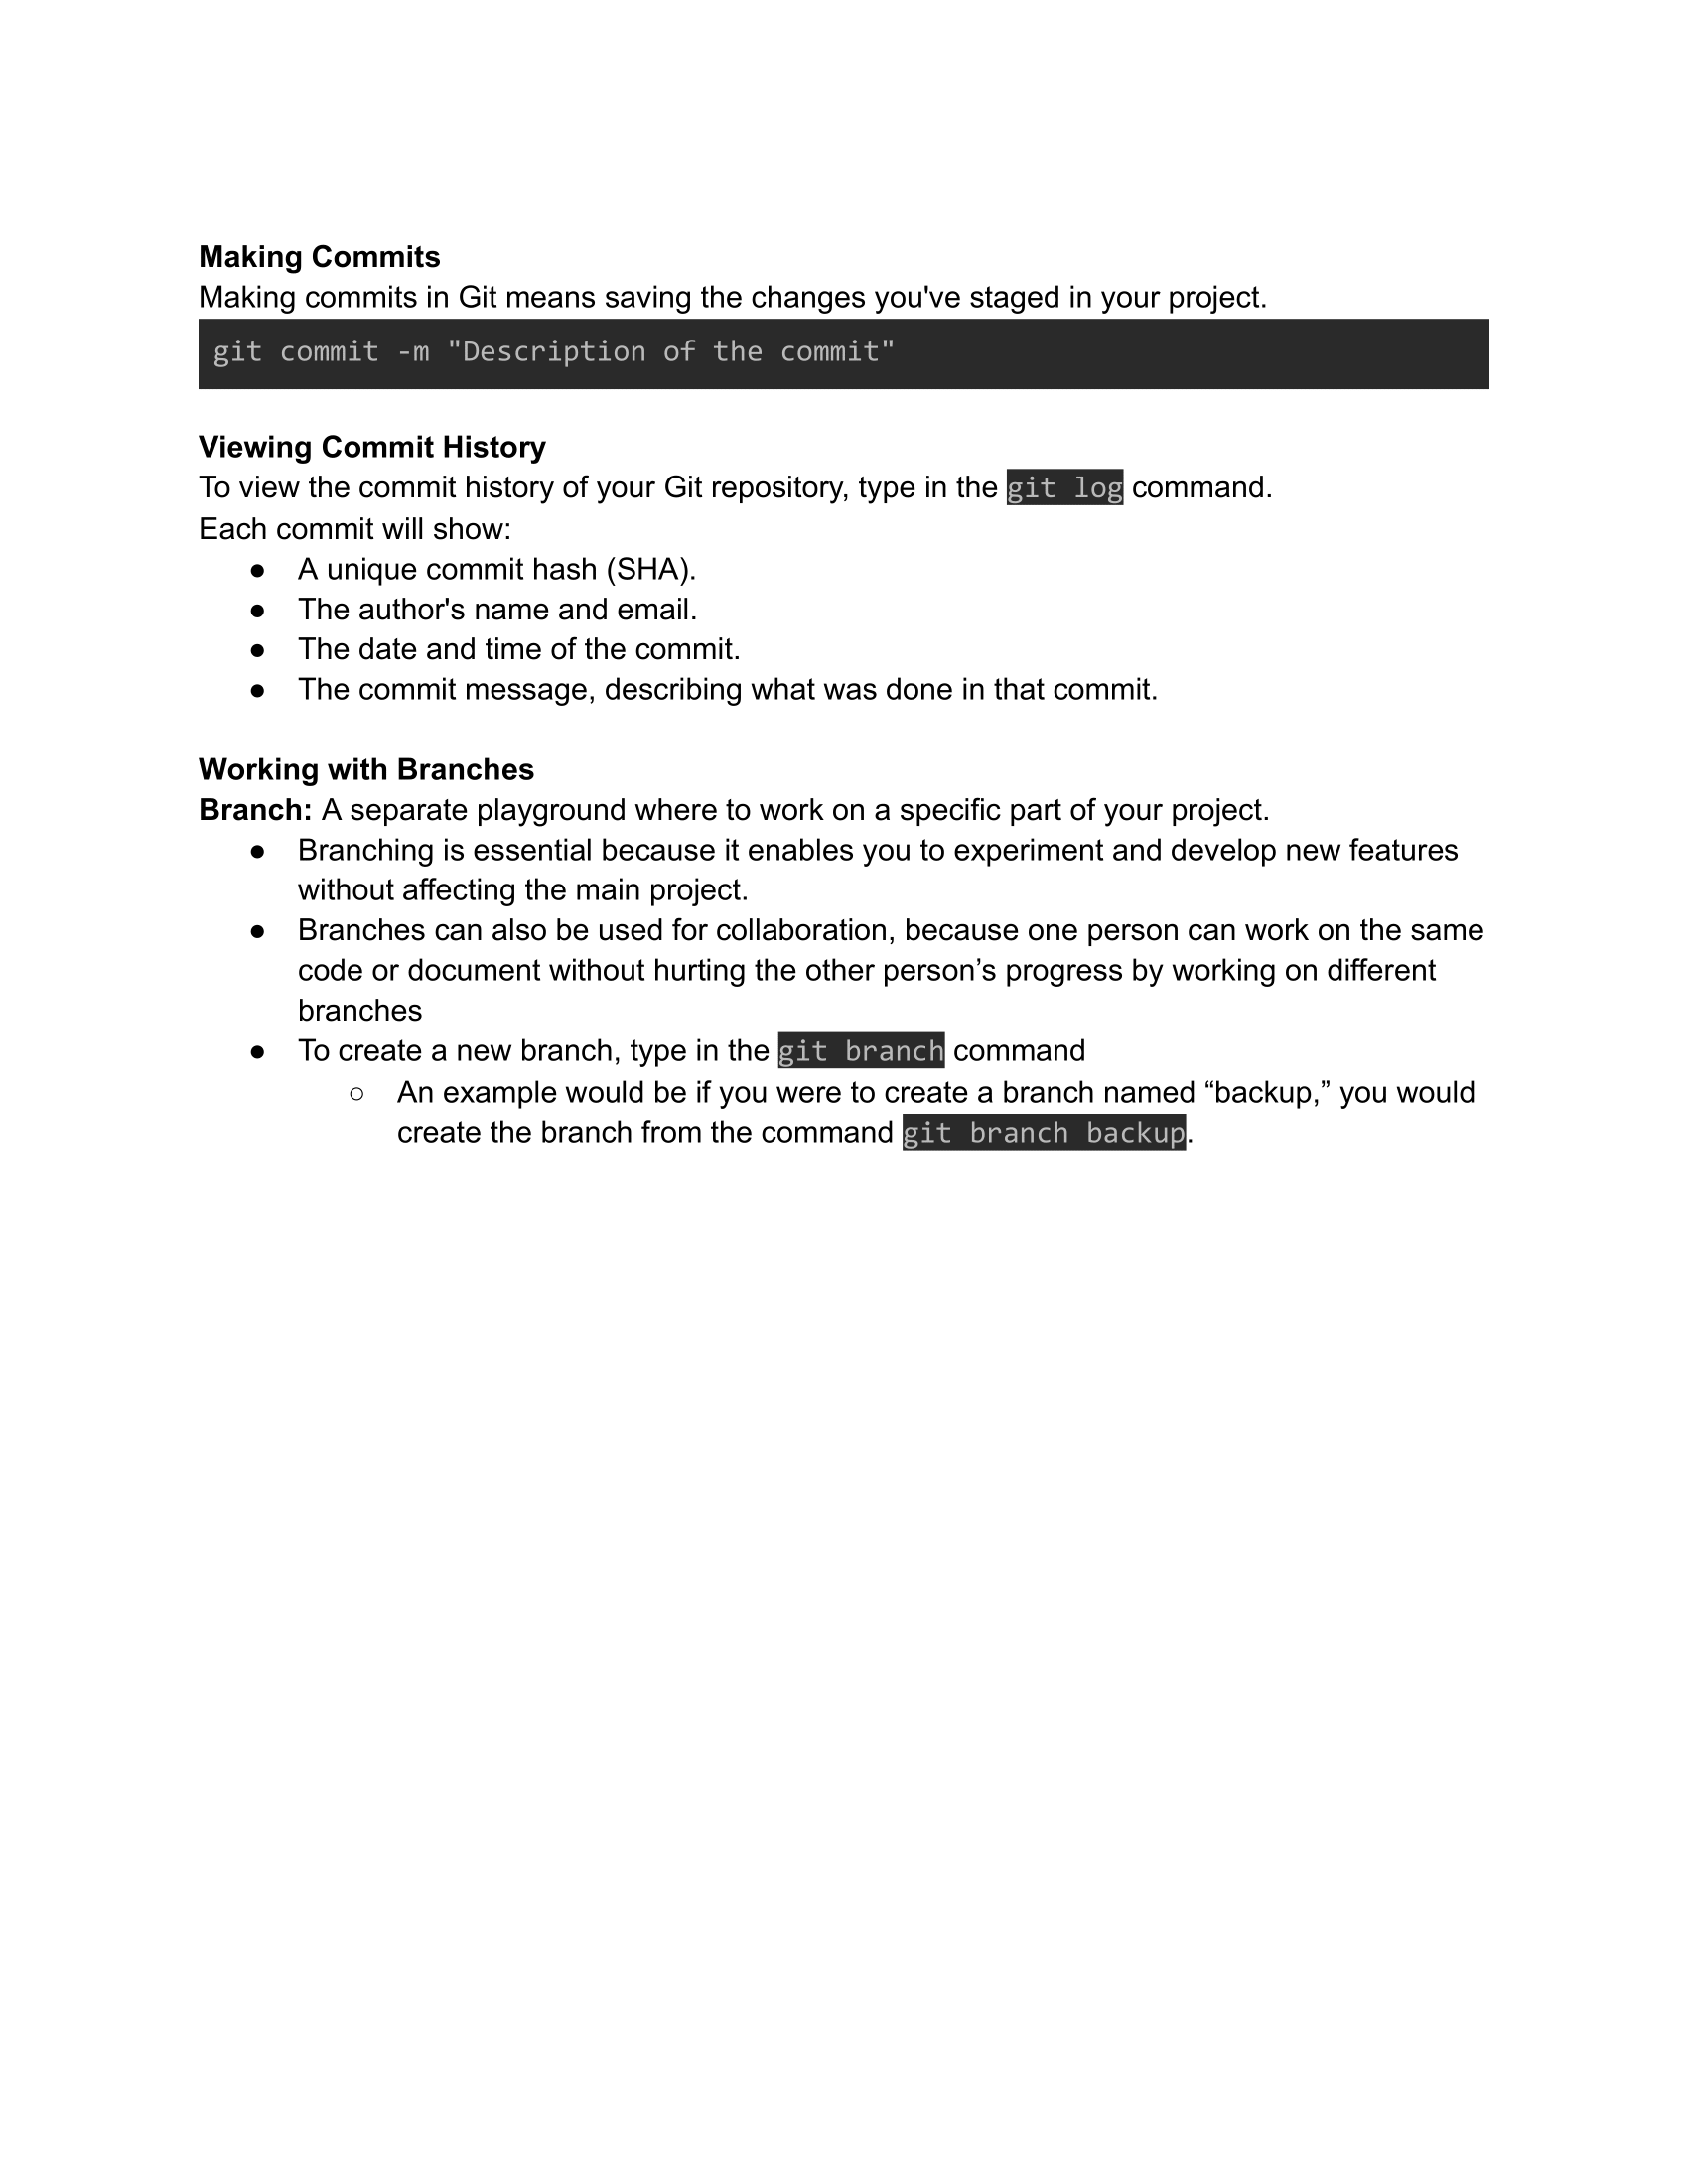 Making Commits
Making commits in Git means saving the changes you've staged in your project.
git commit -m "Description of the commit"
Viewing Commit History
To view the commit history of your Git repository, type in the git log command.
Each commit will show:
● A unique commit hash (SHA).
● The author's name and email.
● The date and time of the commit.
● The commit message, describing what was done in that commit.
Working with Branches
Branch: A separate playground where to work on a specific part of your project.
● Branching is essential because it enables you to experiment and develop new features
without affecting the main project.
● Branches can also be used for collaboration, because one person can work on the same
code or document without hurting the other person’s progress by working on different
branches
● To create a new branch, type in the git branch command
○ An example would be if you were to create a branch named “backup,” you would
create the branch from the command git branch backup.